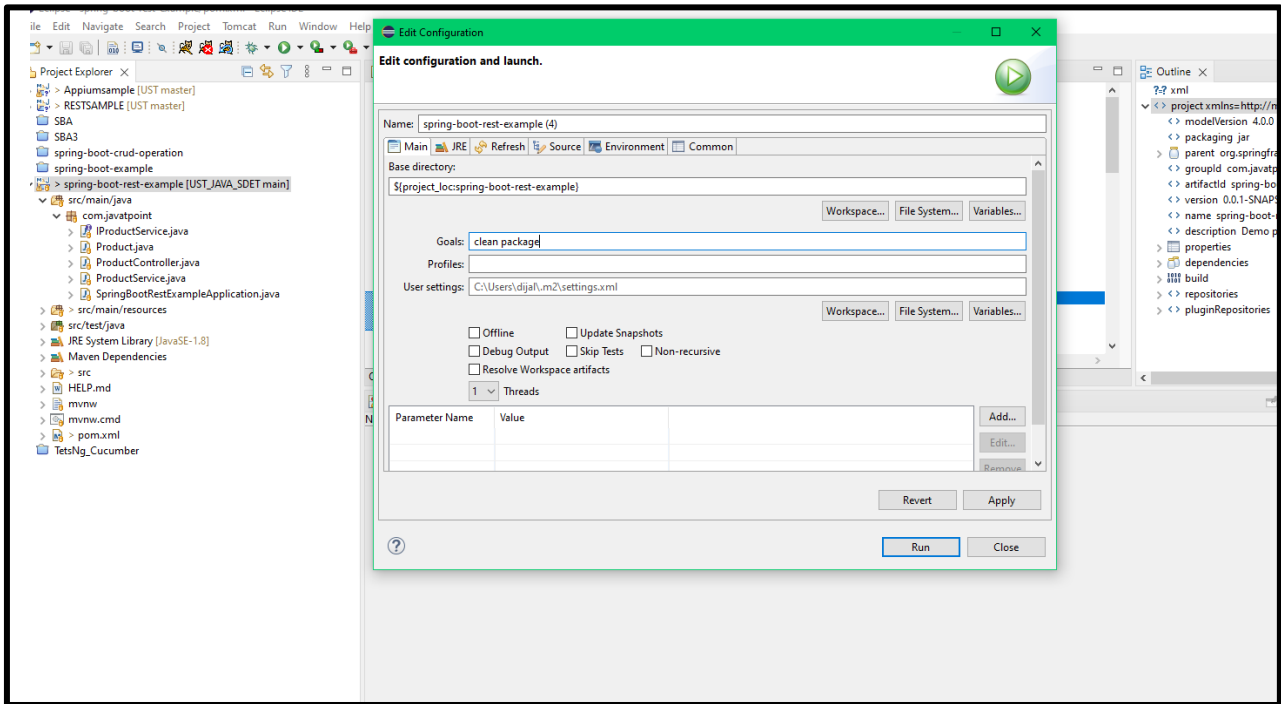 ile Edit Navigate Search Project Tomcat Run Window Help
Project Explorer
> Appiumsample [UST master]
> RESTSAMPLE [UST master]
SBA
SBA3
spring-boot-crud-operation
spring-boot-example
> spring-boot-rest-example [UST_JAVA_SDET main]
src/main/java
com.javatpoint
IProductService.java
Product.java
ProductController.java
ProductService.java
SpringBootRestExampleApplication.java
> src/main/resources
src/test/java
JRE System Library [JavaSE-1.8]
Maven Dependencies
> src
HELP.md
mvnw
mvnw.cmd
> pom.xml
TetsNg_Cucumber
Edit Configuration
Edit configuration and launch.
Name: spring-boot-rest-example (4)
Main JRE Refresh Source Environment Common
Base directory:
${project_loc:spring-boot-rest-example}
Workspace... File System... Variables...
Goals: clean package
Profiles:
User settings: C:\Users\dijal\.m2\settings.xml
Workspace... File System... Variables...
Offline Update Snapshots
Debug Output Skip Tests Non-recursive
Resolve Workspace artifacts
1 Threads
Parameter Name Value Add...
Edit...
Remove
Revert Apply
Run Close
Outline
?=? xml
project xmlns=http://
modelVersion 4.0.0
packaging jar
parent org.springfra
groupId com.javatp
artifactId spring-bo
version 0.0.1-SNAPS
name spring-boot-
description Demo p
properties
dependencies
build
repositories
pluginRepositories